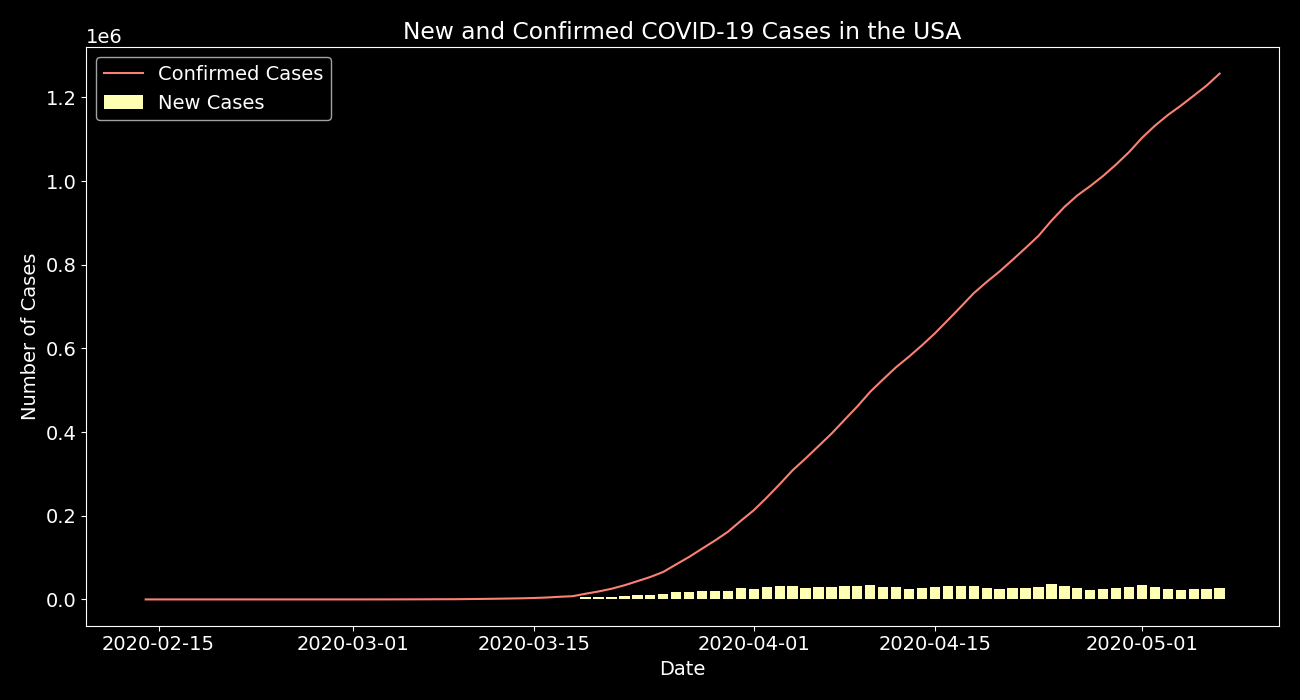 New and Confirmed COVID-19 Cases in the USA
1e6
Confirmed Cases
New Cases
1.2
1.0
0.8
0.6
0.4
0.2
0.0
Number of Cases
2020-02-15 2020-03-01 2020-03-15 2020-04-01 2020-04-15 2020-05-01
Date